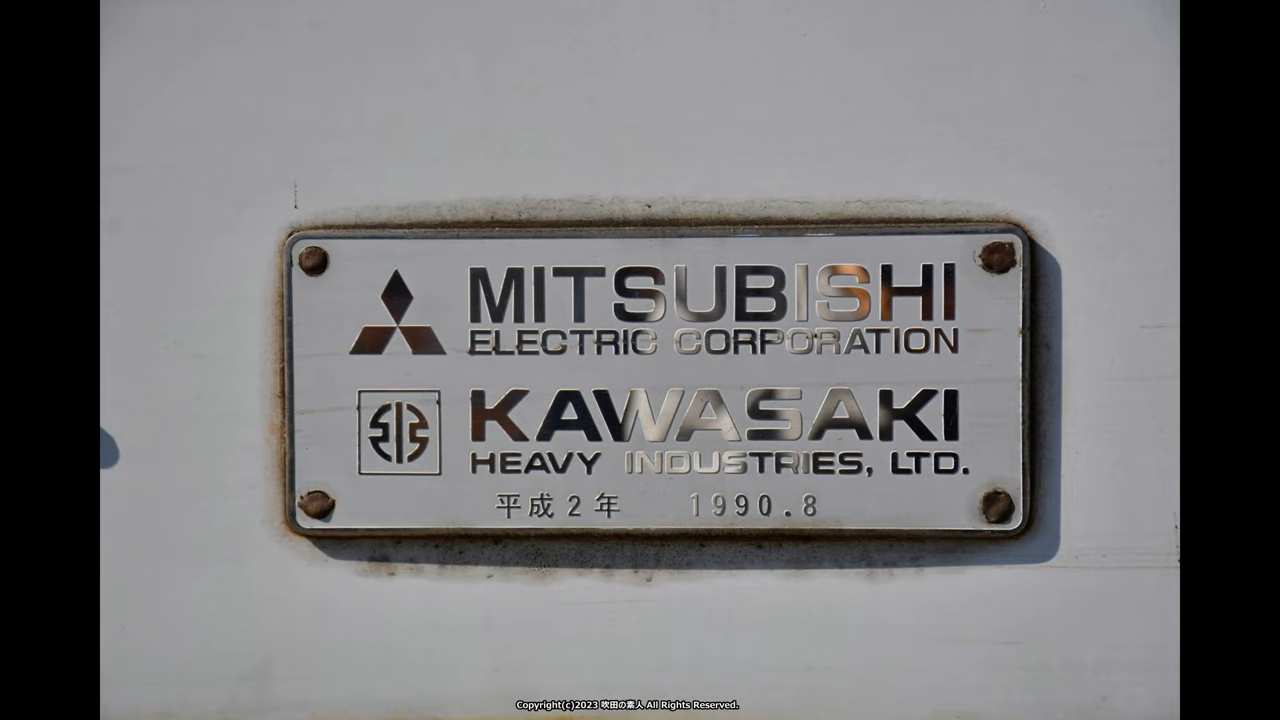 MITSUBISHI
ELECTRIC CORPORATION
KAWASAKI
HEAVY INDUSTRIES, LTD.
平成2年 1990.8
Copyright(c)2023 吹田の素人 All Rights Reserved.